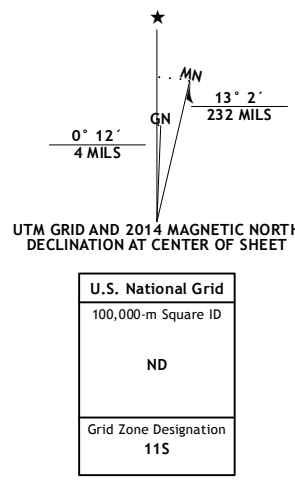 MN
GN
13° 2´
232 MILS
0° 12´
4 MILS
UTM GRID AND 2014 MAGNETIC NORTH
DECLINATION AT CENTER OF SHEET
U.S. National Grid
100,000-m Square ID
ND
Grid Zone Designation
11S